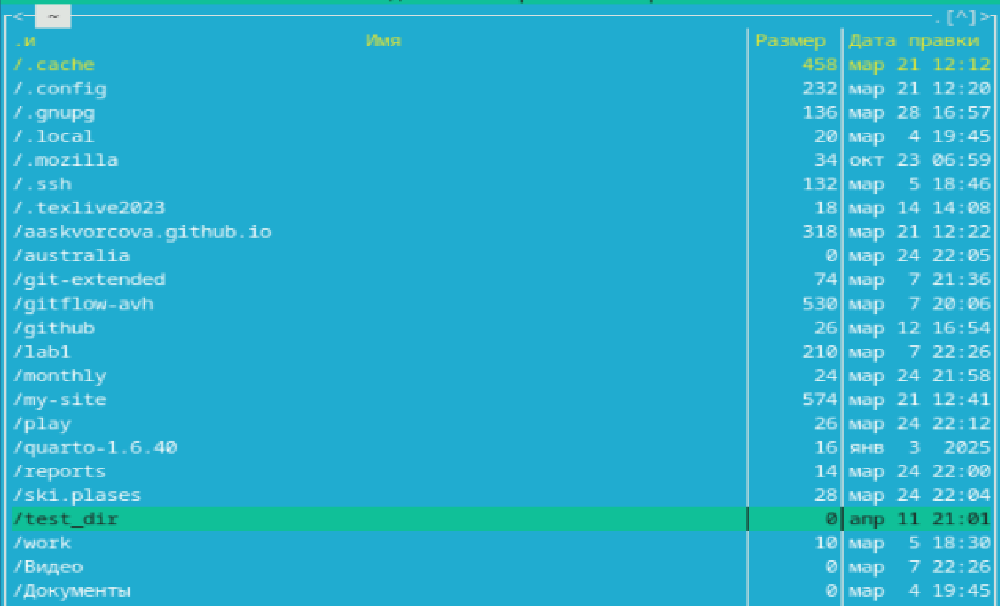 <- ~ .[^]>
.и Имя Размер Дата правки
/.cache 458 мар 21 12:12
/.config 232 мар 21 12:20
/.gnupg 136 мар 28 16:57
/.local 20 мар 4 19:45
/.mozilla 34 окт 23 06:59
/.ssh 132 мар 5 18:46
/.texlive2023 18 мар 14 14:08
/aaskvorcova.github.io 318 мар 21 12:22
/australia 0 мар 24 22:05
/git-extended 74 мар 7 21:36
/gitflow-avh 530 мар 7 20:06
/github 26 мар 12 16:54
/lab1 210 мар 7 22:26
/monthly 24 мар 24 21:58
/my-site 574 мар 21 12:41
/play 26 мар 24 22:12
/quarto-1.6.40 16 янв 3 2025
/reports 14 мар 24 22:00
/ski.plases 28 мар 24 22:04
/test_dir 0 апр 11 21:01
/work 10 мар 5 18:30
/Видео 0 мар 7 22:26
/Документы 0 мар 4 19:45